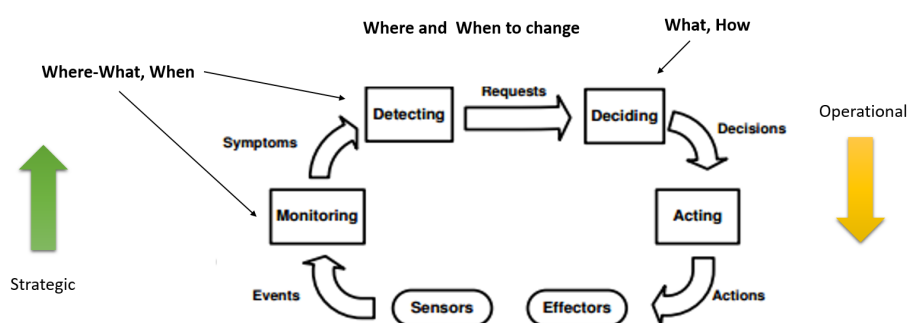 Where and When to change
What, How
Where-What, When
Requests
Detecting
Deciding
Operational
Symptoms
Decisions
Monitoring
Acting
Strategic
Events
Sensors
Effectors
Actions